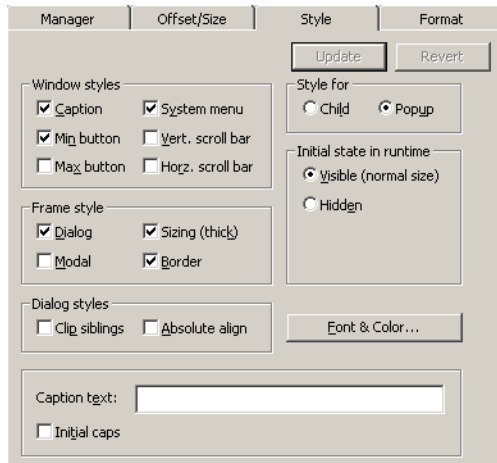 Manager Offset/Size Style Format
Update Revert
Window styles
Caption System menu
Min button Vert. scroll bar
Max button Horz. scroll bar
Style for
Child Popup
Initial state in runtime
Visible (normal size)
Hidden
Frame style
Dialog Sizing (thick)
Modal Border
Dialog styles
Clip siblings Absolute align
Font & Color...
Caption text:
Initial caps